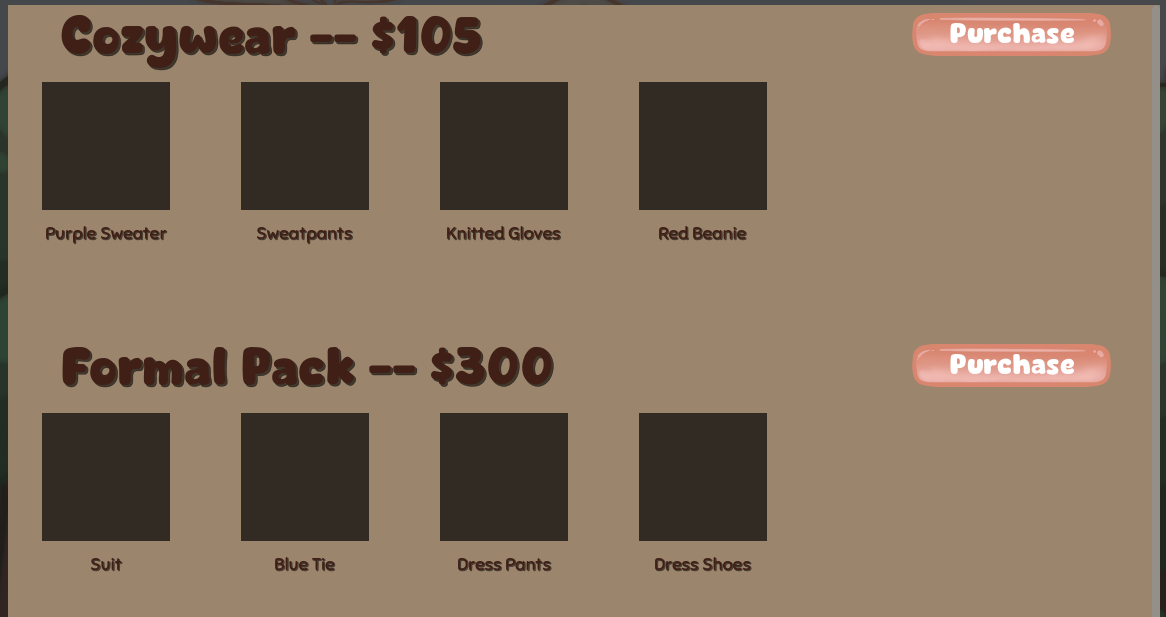 Cozywear -- $105
Purchase
Purple Sweater
Sweatpants
Knitted Gloves
Red Beanie
Formal Pack -- $300
Purchase
Suit
Blue Tie
Dress Pants
Dress Shoes